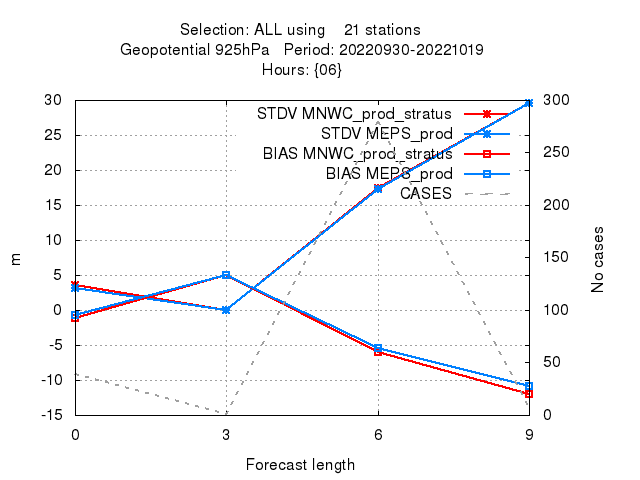 Selection: ALL using    21 stations
Geopotential 925hPa   Period: 20220930-20221019
Hours: {06}
30
25
20
15
10
5
0
-5
-10
-15
300
250
200
150
100
50
0
STDV MNWC_prod_stratus
STDV MEPS_prod
BIAS MNWC_prod_stratus
BIAS MEPS_prod
CASES
m
No cases
0 3 6 9
Forecast length